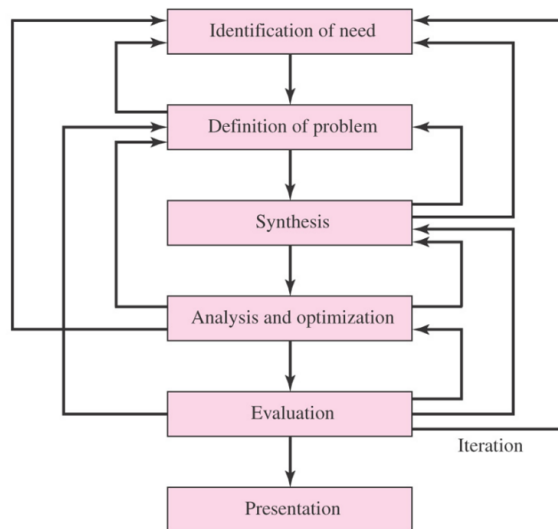 Identification of need
Definition of problem
Synthesis
Analysis and optimization
Evaluation
Iteration
Presentation